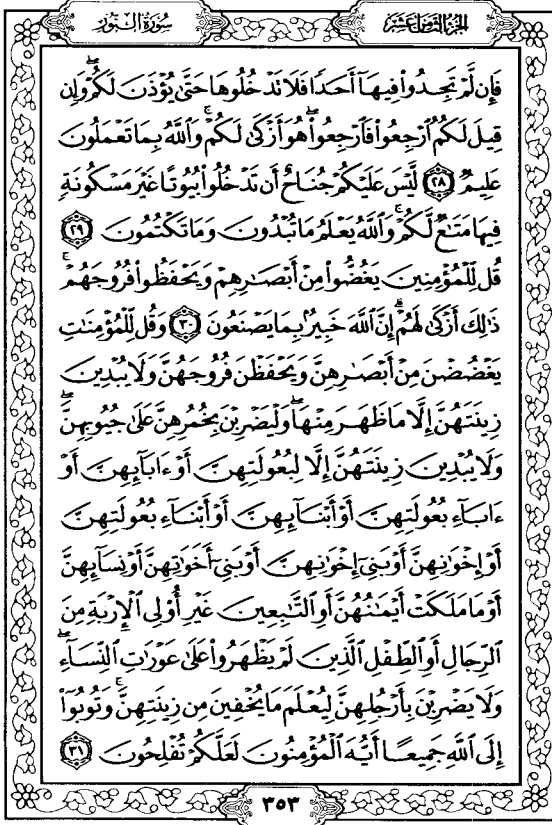 سُورَةُ النُّورِ
الجُزءُ الثَّامِن عَشَرَ
فَإِن لَّمْ تَجِدُوا۟ فِيهَآ أَحَدًا فَلَا تَدْخُلُوهَا حَتَّىٰ يُؤْذَنَ لَكُمْ ۖ وَإِن
قِيلَ لَكُمُ ٱرْجِعُوا۟ فَٱرْجِعُوا۟ ۖ هُوَ أَزْكَىٰ لَكُمْ ۚ وَٱللَّهُ بِمَا تَعْمَلُونَ
عَلِيمٌ ٢٨ لَّيْسَ عَلَيْكُمْ جُنَاحٌ أَن تَدْخُلُوا۟ بُيُوتًا غَيْرَ مَسْكُونَةٍ
فِيهَا مَتَـٰعٌ لَّكُمْ ۚ وَٱللَّهُ يَعْلَمُ مَا تُبْدُونَ وَمَا تَكْتُمُونَ ٢٩
قُل لِّلْمُؤْمِنِينَ يَغُضُّوا۟ مِنْ أَبْصَـٰرِهِمْ وَيَحْفَظُوا۟ فُرُوجَهُمْ ۚ
ذَٰلِكَ أَزْكَىٰ لَهُمْ ۗ إِنَّ ٱللَّهَ خَبِيرٌۢ بِمَا يَصْنَعُونَ ٣٠ وَقُل لِّلْمُؤْمِنَـٰتِ
يَغْضُضْنَ مِنْ أَبْصَـٰرِهِنَّ وَيَحْفَظْنَ فُرُوجَهُنَّ وَلَا يُبْدِينَ
زِينَتَهُنَّ إِلَّا مَا ظَهَرَ مِنْهَا ۖ وَلْيَضْرِبْنَ بِخُمُرِهِنَّ عَلَىٰ جُيُوبِهِنَّ ۖ
وَلَا يُبْدِينَ زِينَتَهُنَّ إِلَّا لِبُعُولَتِهِنَّ أَوْ ءَابَآئِهِنَّ أَوْ
ءَابَآءِ بُعُولَتِهِنَّ أَوْ أَبْنَآئِهِنَّ أَوْ أَبْنَآءِ بُعُولَتِهِنَّ
أَوْ إِخْوَٰنِهِنَّ أَوْ بَنِىٓ إِخْوَٰنِهِنَّ أَوْ بَنِىٓ أَخَوَٰتِهِنَّ أَوْ نِسَآئِهِنَّ
أَوْ مَا مَلَكَتْ أَيْمَـٰنُهُنَّ أَوِ ٱلتَّـٰبِعِينَ غَيْرِ أُو۟لِى ٱلْإِرْبَةِ مِنَ
ٱلرِّجَالِ أَوِ ٱلطِّفْلِ ٱلَّذِينَ لَمْ يَظْهَرُوا۟ عَلَىٰ عَوْرَٰتِ ٱلنِّسَآءِ ۖ
وَلَا يَضْرِبْنَ بِأَرْجُلِهِنَّ لِيُعْلَمَ مَا يُخْفِينَ مِن زِينَتِهِنَّ ۚ وَتُوبُوٓا۟
إِلَى ٱللَّهِ جَمِيعًا أَيُّهَ ٱلْمُؤْمِنُونَ لَعَلَّكُمْ تُفْلِحُونَ ٣١
٣٥٣